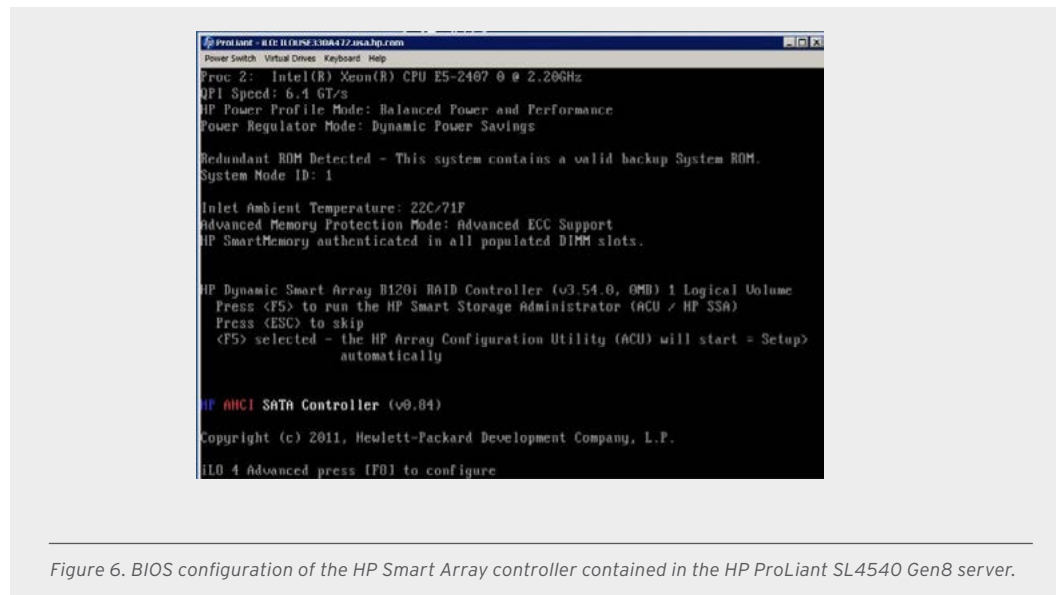 ProLiant - iLO: ILOUSE330A472.usa.hp.com
Power Switch Virtual Drives Keyboard Help
Proc 2: Intel(R) Xeon(R) CPU E5-2407 0 @ 2.20GHz
QPI Speed: 6.4 GT/s
HP Power Profile Mode: Balanced Power and Performance
Power Regulator Mode: Dynamic Power Savings
Redundant ROM Detected - This system contains a valid backup System ROM.
System Node ID: 1
Inlet Ambient Temperature: 22C/71F
Advanced Memory Protection Mode: Advanced ECC Support
HP SmartMemory authenticated in all populated DIMM slots.
HP Dynamic Smart Array B120i RAID Controller (v3.54.0, 0MB) 1 Logical Volume
Press <F5> to run the HP Smart Storage Administrator (ACU / HP SSA)
Press <ESC> to skip
<F5> selected - the HP Array Configuration Utility (ACU) will start = Setup>
automatically
HP AHCI SATA Controller (v0.84)
Copyright (c) 2011, Hewlett-Packard Development Company, L.P.
iLO 4 Advanced press [F8] to configure
Figure 6. BIOS configuration of the HP Smart Array controller contained in the HP ProLiant SL4540 Gen8 server.